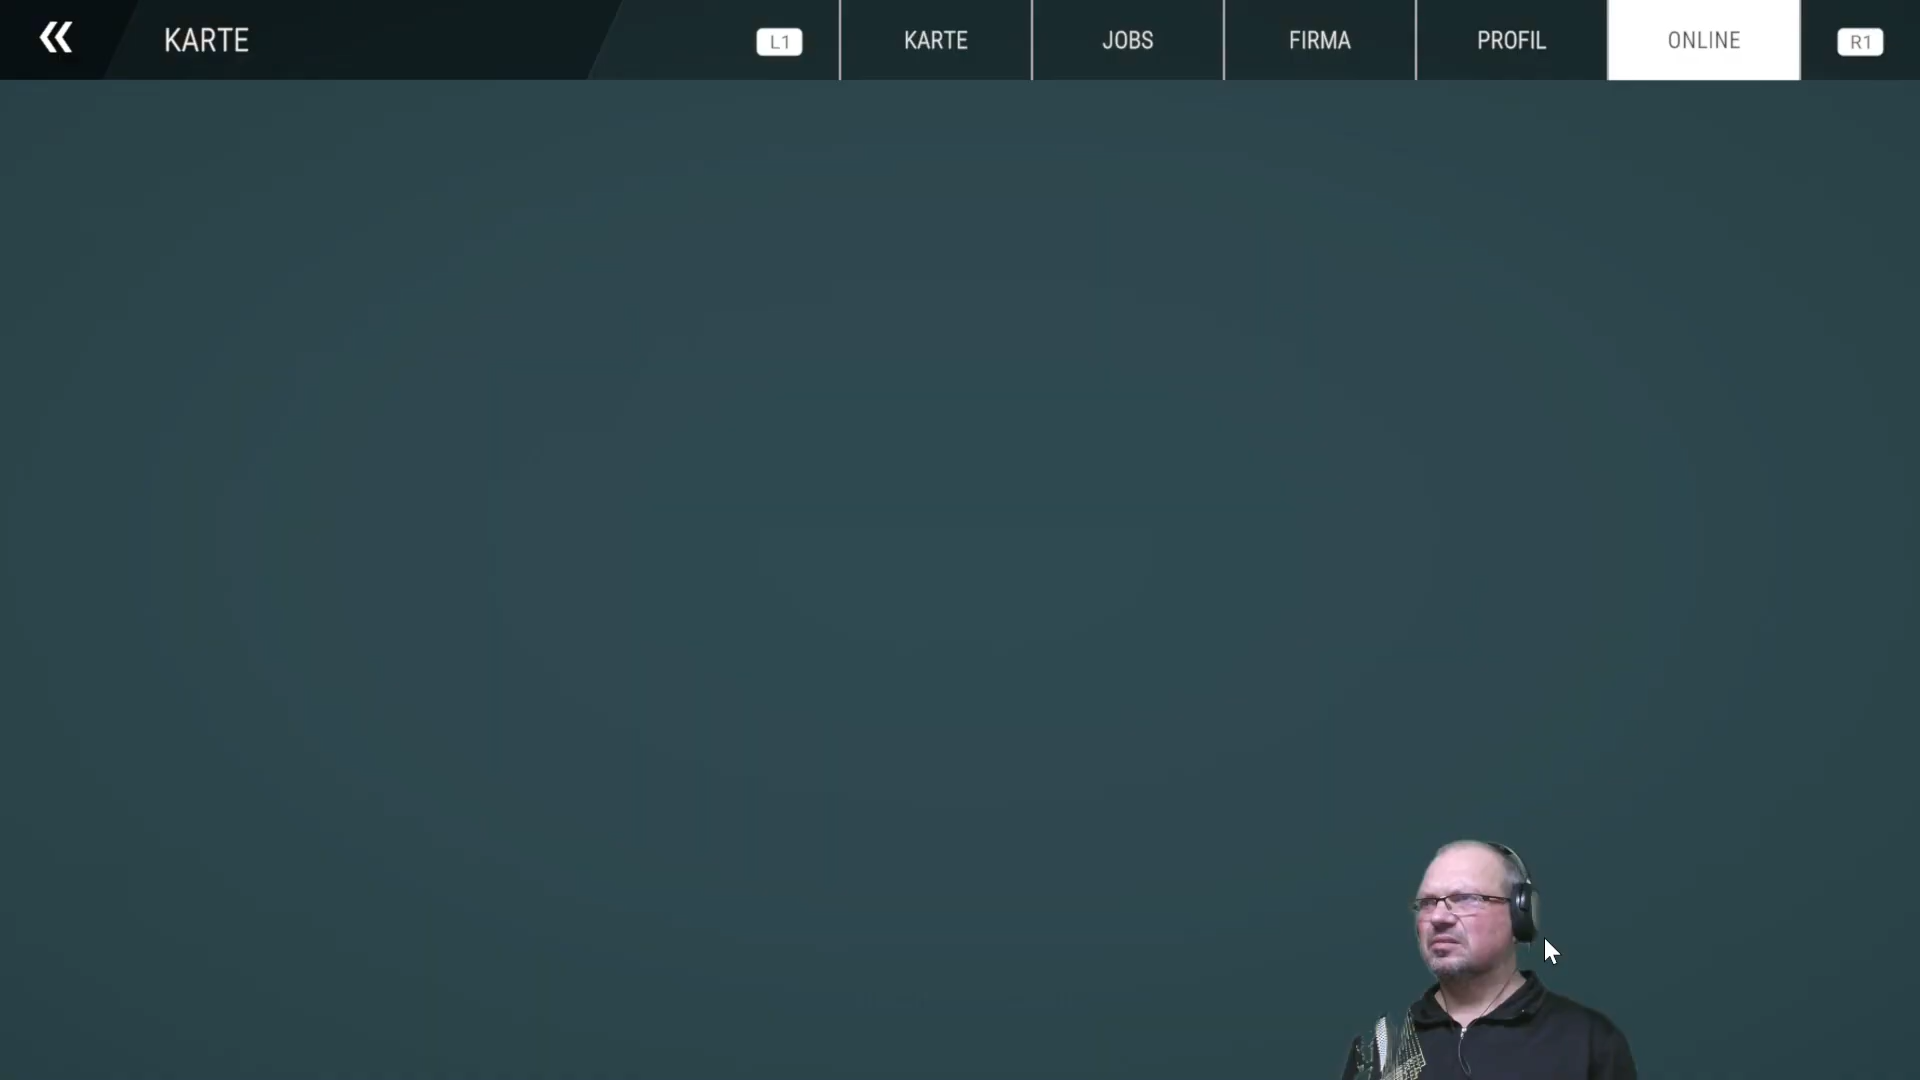 KARTE
L1
KARTE
JOBS
FIRMA
PROFIL
ONLINE
R1